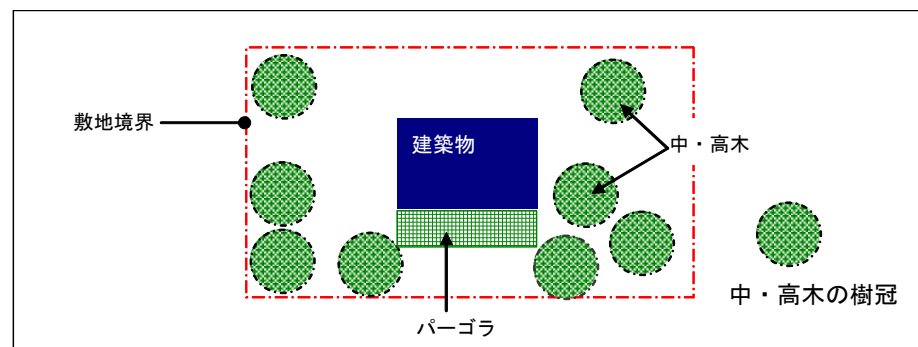 敷地境界
建築物
中・高木
中・高木の樹冠
パーゴラ